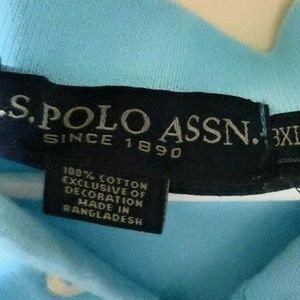 .S. POLO ASSN.
SINCE 1890
3XL
100% COTTON
EXCLUSIVE OF
DECORATION
MADE IN
BANGLADESH